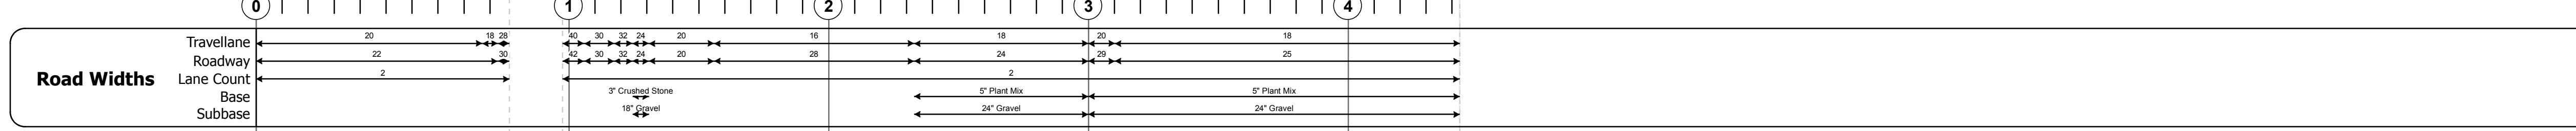 0 1 2 3 4
Travellane 20 18 28 40 30 32 24 20 16 18 20 18
Roadway 22 30 42 30 32 24 20 28 24 29 25
Road Widths
Lane Count 2 2
Base 3" Crushed Stone 5" Plant Mix 5" Plant Mix
Subbase 18" Gravel 24" Gravel 24" Gravel